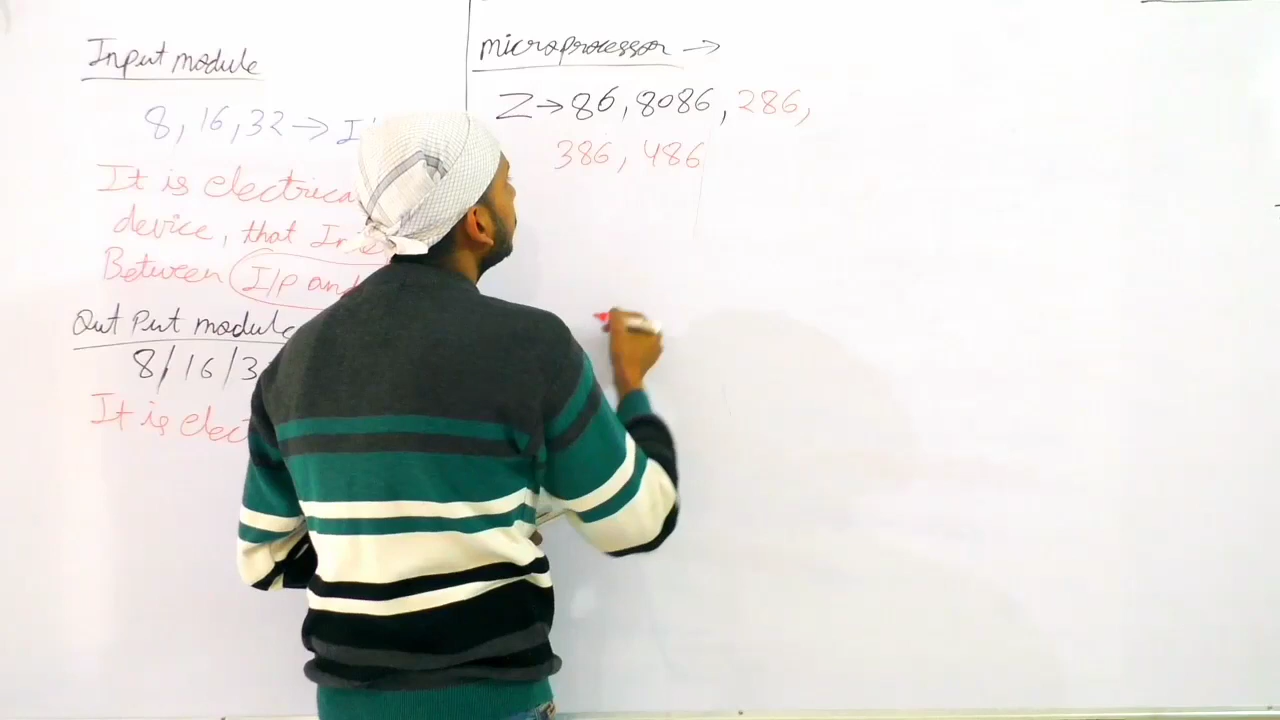 Input module
8, 16, 32 → I
It is electrica
device, that
Between I/p and
Out Put module
8/16/3
It is elect
microprocessor →
Z → 86, 8086, 286,
386, 486